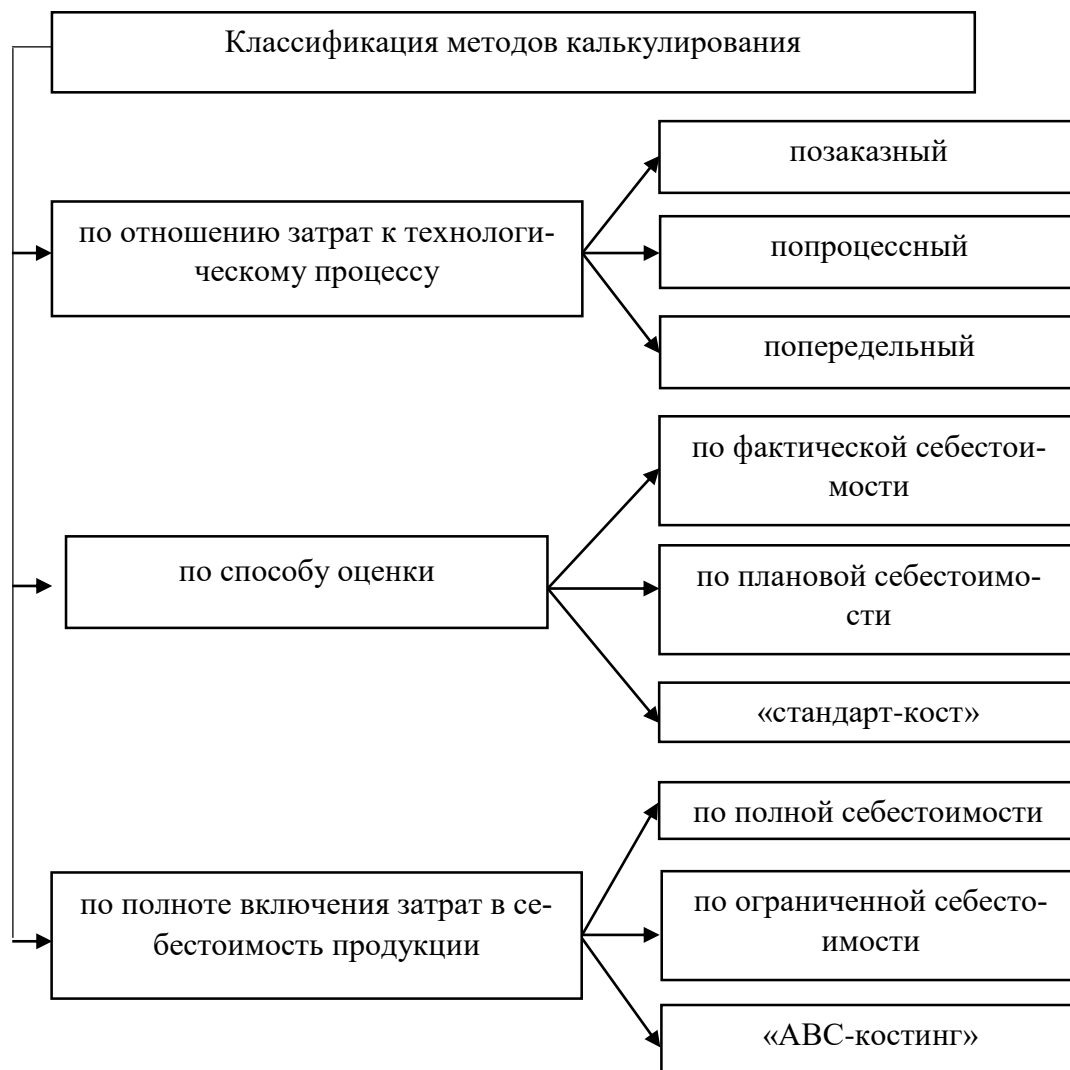 Классификация методов калькулирования
позаказный
по отношению затрат к технологи-
ческому процессу
попроцессный
попередельный
по фактической себестои-
мости
по способу оценки
по плановой себестоимо-
сти
«стандарт-кост»
по полной себестоимости
по полноте включения затрат в се-
бестоимость продукции
по ограниченной себесто-
имости
«АВС-костинг»